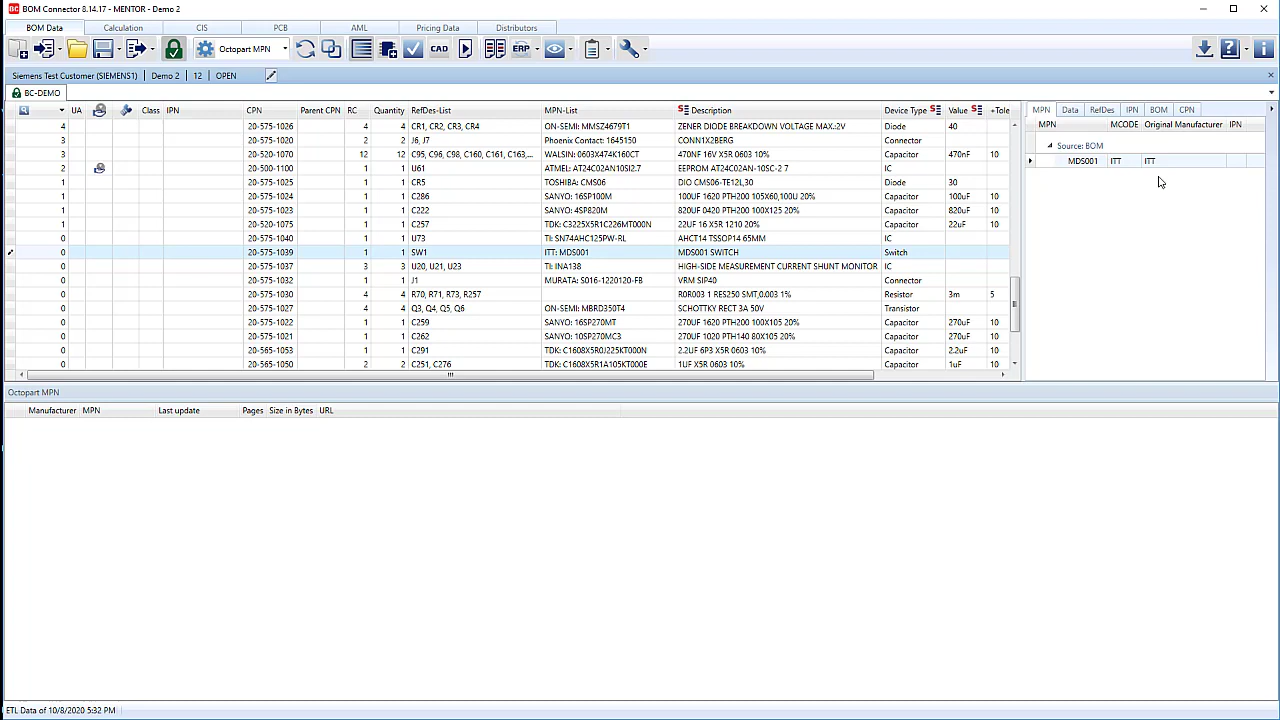 BC BOM Connector 8.14.17 - MENTOR - Demo 2
BOM Data Calculation CIS PCB AML Pricing Data Distributors
Octopart MPN CAD ERP
Siemens Test Customer (SIEMENS1) Demo 2 12 OPEN
BC-DEMO
UA Class IPN CPN Parent CPN RC Quantity MPN-List Description Device Type Value +Tole
4 20-575-1026 4 4 CR1, CR2, CR3, CR4 ON-SEMI: MMSZ4679T1 ZENER DIODE BREAKDOWN VOLTAGE MAX.:2V Diode 40
3 20-575-1020 2 2 J6, J7 Phoenix Contact: 1645150 CONN1X2BERG Connector
3 20-520-1070 12 12 C95, C96, C98, C160, C161, C163,... WALSIN: 0603X474K160CT 470NF 16V X5R 0603 10% Capacitor 470nF 10
2 20-500-1100 1 1 U61 ATMEL: AT24C02AN-10SI2.7 EEPROM AT24C02AN-10SC-2 7 IC
1 20-575-1025 1 1 CR5 TOSHIBA: CMS06 DIO CMS06-TE12L,30 Diode 30
1 20-575-1024 1 1 C286 SANYO: 16SP100M 100UF 1620 PTH200 105X60,100U 20% Capacitor 100uF 10
1 20-575-1023 1 1 C222 SANYO: 4SP820M 820UF 0420 PTH200 100X125 20% Capacitor 820uF 10
1 20-520-1075 1 1 C257 TDK: C3225X5R1C226MT000N 22UF 16 X5R 1210 20% Capacitor 22uF 10
0 20-575-1040 1 1 U73 TI: SN74AHC125PW-RL AHCT14 TSSOP14 65MM IC
0 20-575-1039 1 1 SW1 ITT: MDS001 MDS001 SWITCH Switch
0 20-575-1037 3 3 U20, U21, U23 TI: INA138 HIGH-SIDE MEASUREMENT CURRENT SHUNT MONITOR IC
0 20-575-1032 1 1 J1 MURATA: S016-1220120-FB VRM SIP40 Connector
0 20-575-1030 4 4 R70, R71, R73, R257 R0R003 1 RES250 SMT,0.003 1% Resistor 3m 5
0 20-575-1027 4 4 Q3, Q4, Q5, Q6 ON-SEMI: MBRD350T4 SCHOTTKY RECT 3A 50V Transistor
0 20-575-1022 1 1 C259 SANYO: 16SP270MT 270UF 1620 PTH200 100X105 20% Capacitor 270uF 10
0 20-575-1021 1 1 C262 SANYO: 10SP270MC3 270UF 1020 PTH140 80X105 20% Capacitor 270uF 10
0 20-565-1053 1 1 C291 TDK: C1608X5R0J225KT000N 2.2UF 6P3 X5R 0603 10% Capacitor 2.2uF 10
0 20-565-1050 2 2 C251, C276 TDK: C1608X5R1A105KT000E 1UF X5R 0603 10% Capacitor 1uF 10
MPN Data RefDes IPN BOM CPN
MPN MCODE Original Manufacturer IPN
Source: BOM
MDS001 ITT ITT
Octopart MPN
Manufacturer MPN Last update Pages Size in Bytes URL
ETL Data of 10/8/2020 5:32 PM